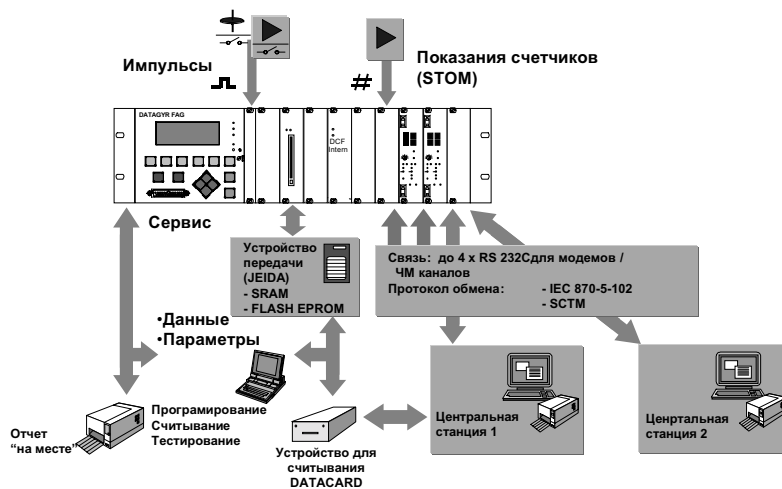 Импульсы
#
Показания счетчиков
(STOM)
DATAGYR FAG
DCF
Intern
Сервис
Устройство
передачи
(JEIDA)
- SRAM
- FLASH EPROM
Связь: до 4 x RS 232Сдля модемов /
ЧМ каналов
Протокол обмена: - IEC 870-5-102
- SCTM
•Данные
•Параметры
Програмирование
Считывание
Тестирование
Отчет
“на месте”
Устройство для
считывания
DATACARD
Центральная
станция 1
Ценртальная
станция 2